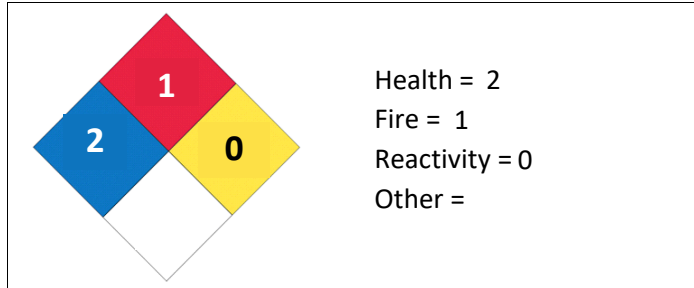 1
2
0
Health = 2
Fire = 1
Reactivity = 0
Other =